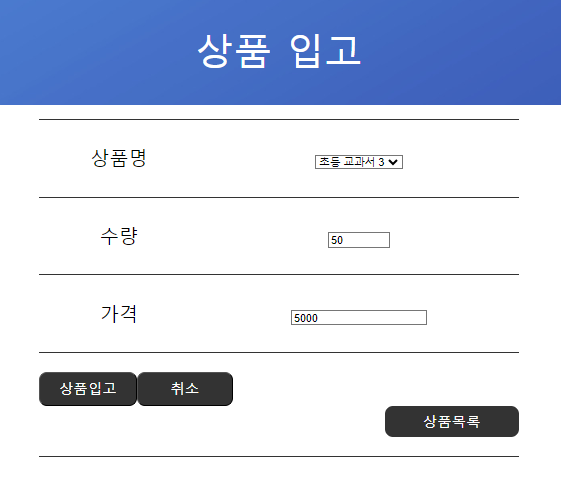 상품 입고
상품명 초등 교과서 3
수량 50
가격 5000
상품입고 취소
상품목록